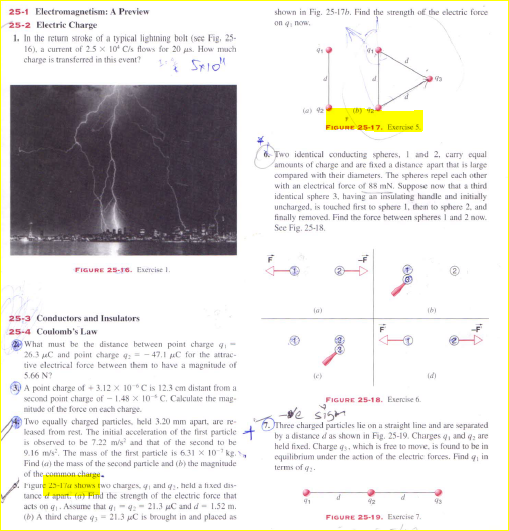 25-1 Electromagnetism: A Preview
25-2 Electric Charge
1. In the return stroke of a typical lightning bolt (see Fig. 25-
16), a current of 2.5 × 10⁴ C/s flows for 20 μs. How much
charge is transferred in this event?
5×10
FIGURE 25-16. Exercise 1.
25-3 Conductors and Insulators
25-4 Coulomb's Law
2. What must be the distance between point charge q₁ =
26.3 μC and point charge q₂ = − 47.1 μC for the attrac-
tive electrical force between them to have a magnitude of
5.66 N?
3. A point charge of + 3.12 × 10⁻⁶ C is 12.3 cm distant from a
second point charge of − 1.48 × 10⁻⁶ C. Calculate the mag-
nitude of the force on each charge.
4. Two equally charged particles, held 3.20 mm apart, are re-
leased from rest. The initial acceleration of the first particle
is observed to be 7.22 m/s² and that of the second to be
9.16 m/s². The mass of the first particle is 6.31 × 10⁻⁷ kg.
Find (a) the mass of the second particle and (b) the magnitude
of the common charge.
5. Figure 25-17a shows two charges, q₁ and q₂, held a fixed dis-
tance d apart. (a) Find the strength of the electric force that
acts on q₁. Assume that q₁ = q₂ = 21.3 μC and d = 1.52 m.
(b) A third charge q₃ = 21.3 μC is brought in and placed as
shown in Fig. 25-17b. Find the strength of the electric force
on q₁ now.
q₁ q₁
d d d q₃
d
(a) q₂ (b) q₂
FIGURE 25-17. Exercise 5.
6. Two identical conducting spheres, 1 and 2, carry equal
amounts of charge and are fixed a distance apart that is large
compared with their diameters. The spheres repel each other
with an electrical force of 88 mN. Suppose now that a third
identical sphere 3, having an insulating handle and initially
uncharged, is touched first to sphere 1, then to sphere 2, and
finally removed. Find the force between spheres 1 and 2 now.
See Fig. 25-18.
F −F
1 2 1 3 2
(a) (b)
F −F
1 2 3 1 2
(c) (d)
FIGURE 25-18. Exercise 6.
-ve sign
7. Three charged particles lie on a straight line and are separated
by a distance d as shown in Fig. 25-19. Charges q₁ and q₂ are
held fixed. Charge q₃, which is free to move, is found to be in
equilibrium under the action of the electric forces. Find q₁ in
terms of q₂.
q₁ d q₂ d q₃
FIGURE 25-19. Exercise 7.